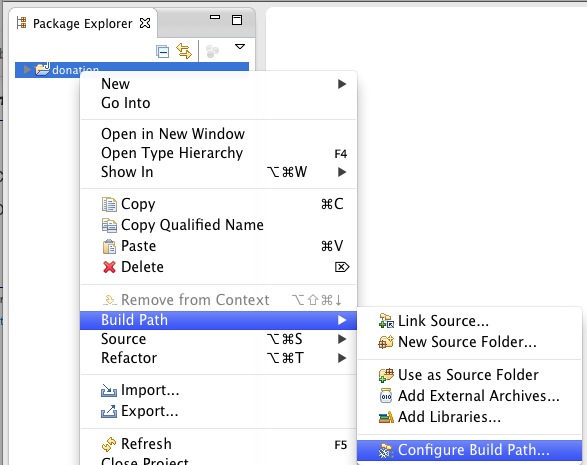 Package Explorer
donation
New
Go Into
Open in New Window
Open Type Hierarchy F4
Show In ⌥⌘W
Copy ⌘C
Copy Qualified Name
Paste ⌘V
Delete ⌦
Remove from Context ⌥⇧⌘↓
Build Path
Source ⌥⌘S
Refactor ⌥⌘T
Import...
Export...
Refresh F5
Close Project
Link Source...
New Source Folder...
Use as Source Folder
Add External Archives...
Add Libraries...
Configure Build Path...